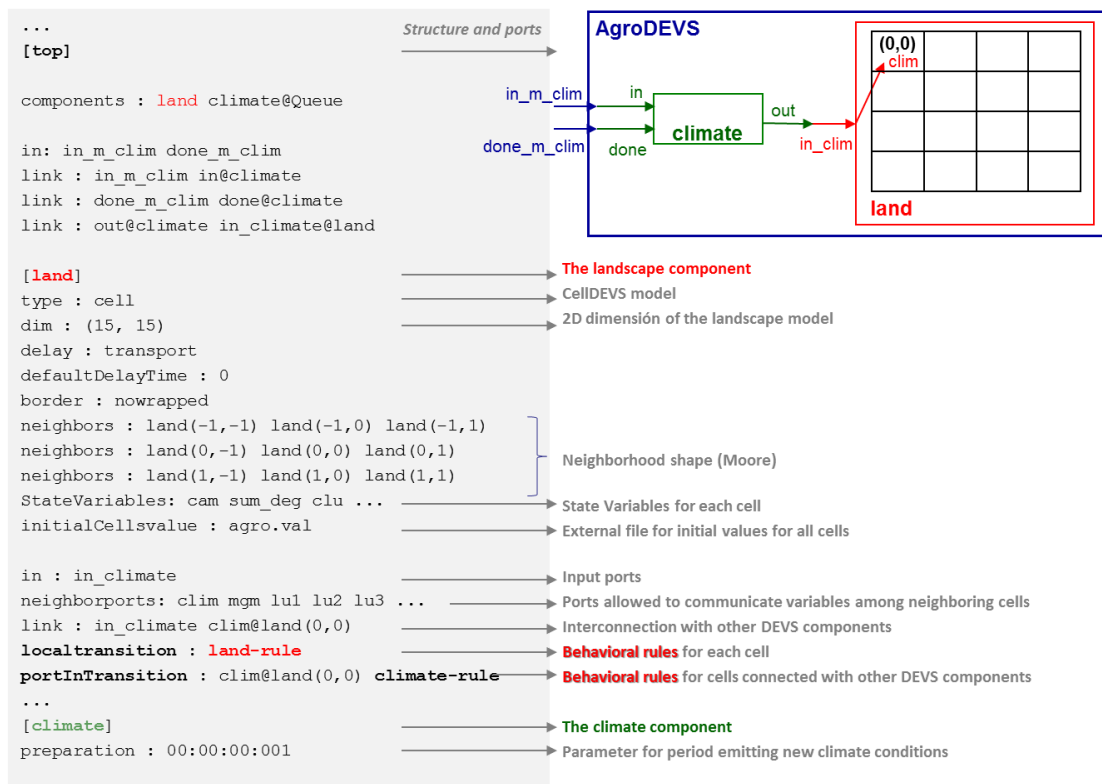 ...
Structure and ports
[top]
components : land climate@Queue
in: in_m_clim done_m_clim
link : in_m_clim in@climate
link : done_m_clim done@climate
link : out@climate in_climate@land
AgroDEVS
(0,0)
clim
in_m_clim
in
out
climate
done_m_clim
done
in_clim
land
[land]
The landscape component
type : cell
CellDEVS model
dim : (15, 15)
2D dimensión of the landscape model
delay : transport
defaultDelayTime : 0
border : nowrapped
neighbors : land(-1,-1) land(-1,0) land(-1,1)
neighbors : land(0,-1) land(0,0) land(0,1)
neighbors : land(1,-1) land(1,0) land(1,1)
Neighborhood shape (Moore)
StateVariables: cam sum_deg clu ...
State Variables for each cell
initialCellsvalue : agro.val
External file for initial values for all cells
in : in_climate
Input ports
neighborports: clim mgm lu1 lu2 lu3 ...
Ports allowed to communicate variables among neighboring cells
link : in_climate clim@land(0,0)
Interconnection with other DEVS components
localtransition : land-rule
Behavioral rules for each cell
portInTransition : clim@land(0,0) climate-rule
Behavioral rules for cells connected with other DEVS components
...
[climate]
The climate component
preparation : 00:00:00:001
Parameter for period emitting new climate conditions